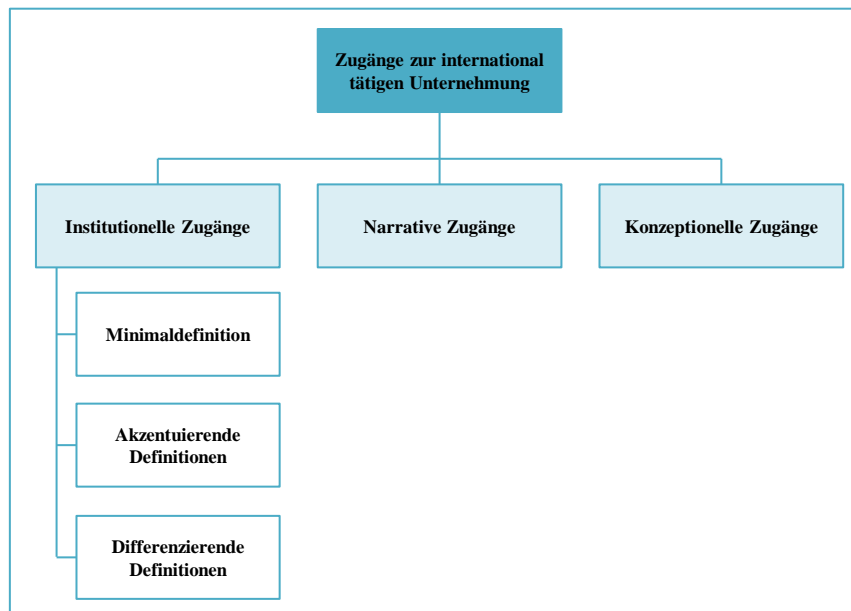 Zugänge zur international
tätigen Unternehmung
Institutionelle Zugänge
Narrative Zugänge
Konzeptionelle Zugänge
Minimaldefinition
Akzentuierende
Definitionen
Differenzierende
Definitionen